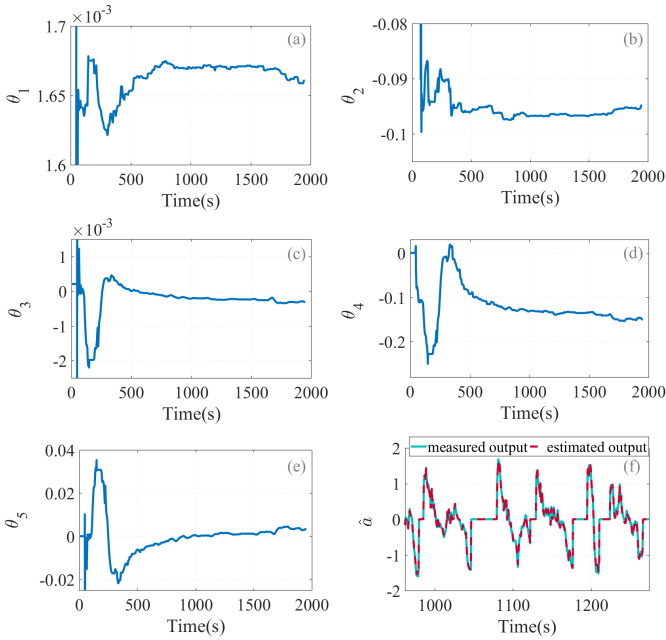 ×10⁻³
1.7
1.65
1.6
θ₁
(a)
0 500 1000 1500 2000
Time(s)
-0.08
-0.09
-0.1
θ₂
(b)
0 500 1000 1500 2000
Time(s)
×10⁻³
1
0
-1
-2
θ₃
(c)
0 500 1000 1500 2000
Time(s)
0
-0.1
-0.2
θ₄
(d)
0 500 1000 1500 2000
Time(s)
0.04
0.02
0
-0.02
θ₅
(e)
0 500 1000 1500 2000
Time(s)
measured output estimated output
2
1
0
-1
-2
â
(f)
1000 1100 1200
Time(s)